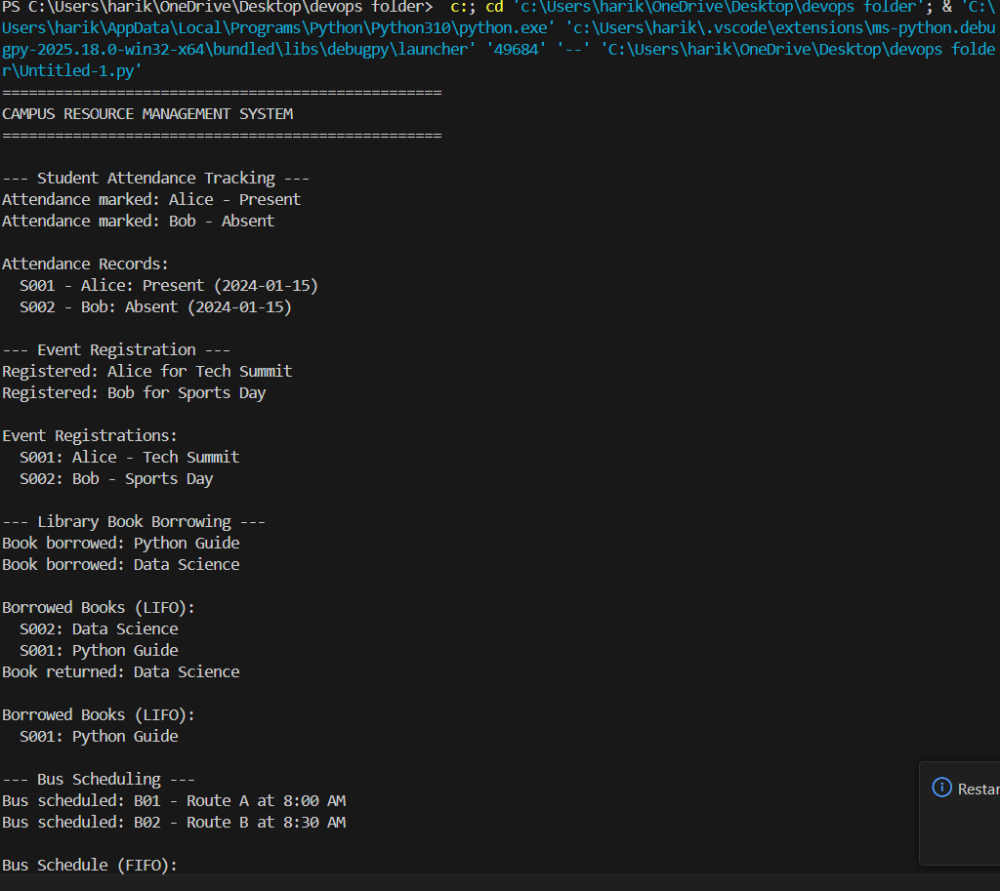 PS C:\Users\harik\OneDrive\Desktop\devops folder>  c:; cd 'c:\Users\harik\OneDrive\Desktop\devops folder'; & 'C:\
Users\harik\AppData\Local\Programs\Python\Python310\python.exe' 'c:\Users\harik\.vscode\extensions\ms-python.debu
gpy-2025.18.0-win32-x64\bundled\libs\debugpy\launcher' '49684' '--' 'C:\Users\harik\OneDrive\Desktop\devops folde
r\Untitled-1.py'
==================================================
CAMPUS RESOURCE MANAGEMENT SYSTEM
==================================================

--- Student Attendance Tracking ---
Attendance marked: Alice - Present
Attendance marked: Bob - Absent

Attendance Records:
  S001 - Alice: Present (2024-01-15)
  S002 - Bob: Absent (2024-01-15)

--- Event Registration ---
Registered: Alice for Tech Summit
Registered: Bob for Sports Day

Event Registrations:
  S001: Alice - Tech Summit
  S002: Bob - Sports Day

--- Library Book Borrowing ---
Book borrowed: Python Guide
Book borrowed: Data Science

Borrowed Books (LIFO):
  S002: Data Science
  S001: Python Guide
Book returned: Data Science

Borrowed Books (LIFO):
  S001: Python Guide

--- Bus Scheduling ---
Bus scheduled: B01 - Route A at 8:00 AM
Bus scheduled: B02 - Route B at 8:30 AM

Bus Schedule (FIFO):